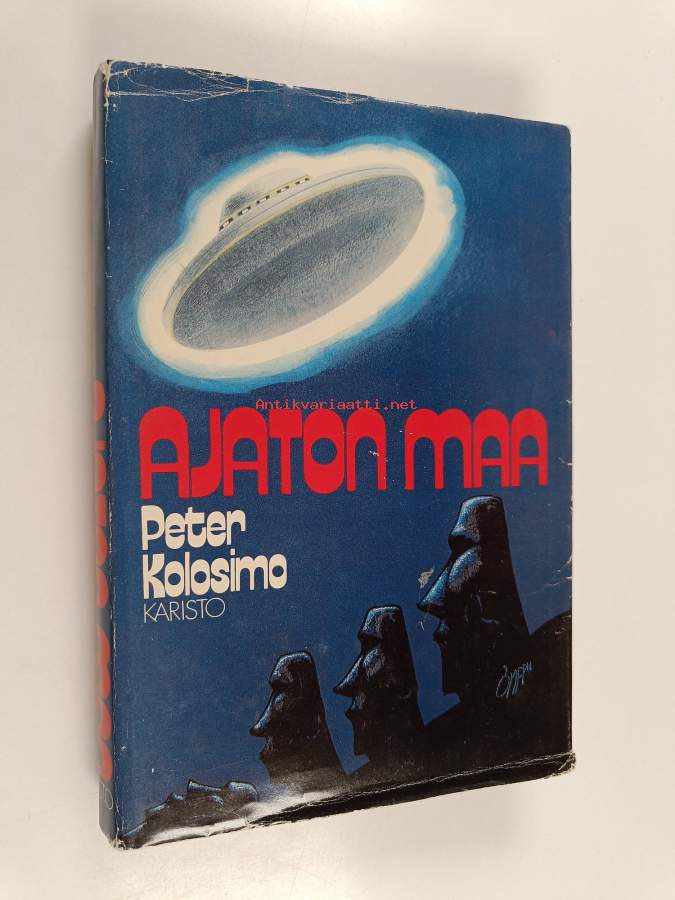 Antikvariaatti.net
AJATON MAA
Peter
Kolosimo
KARISTO